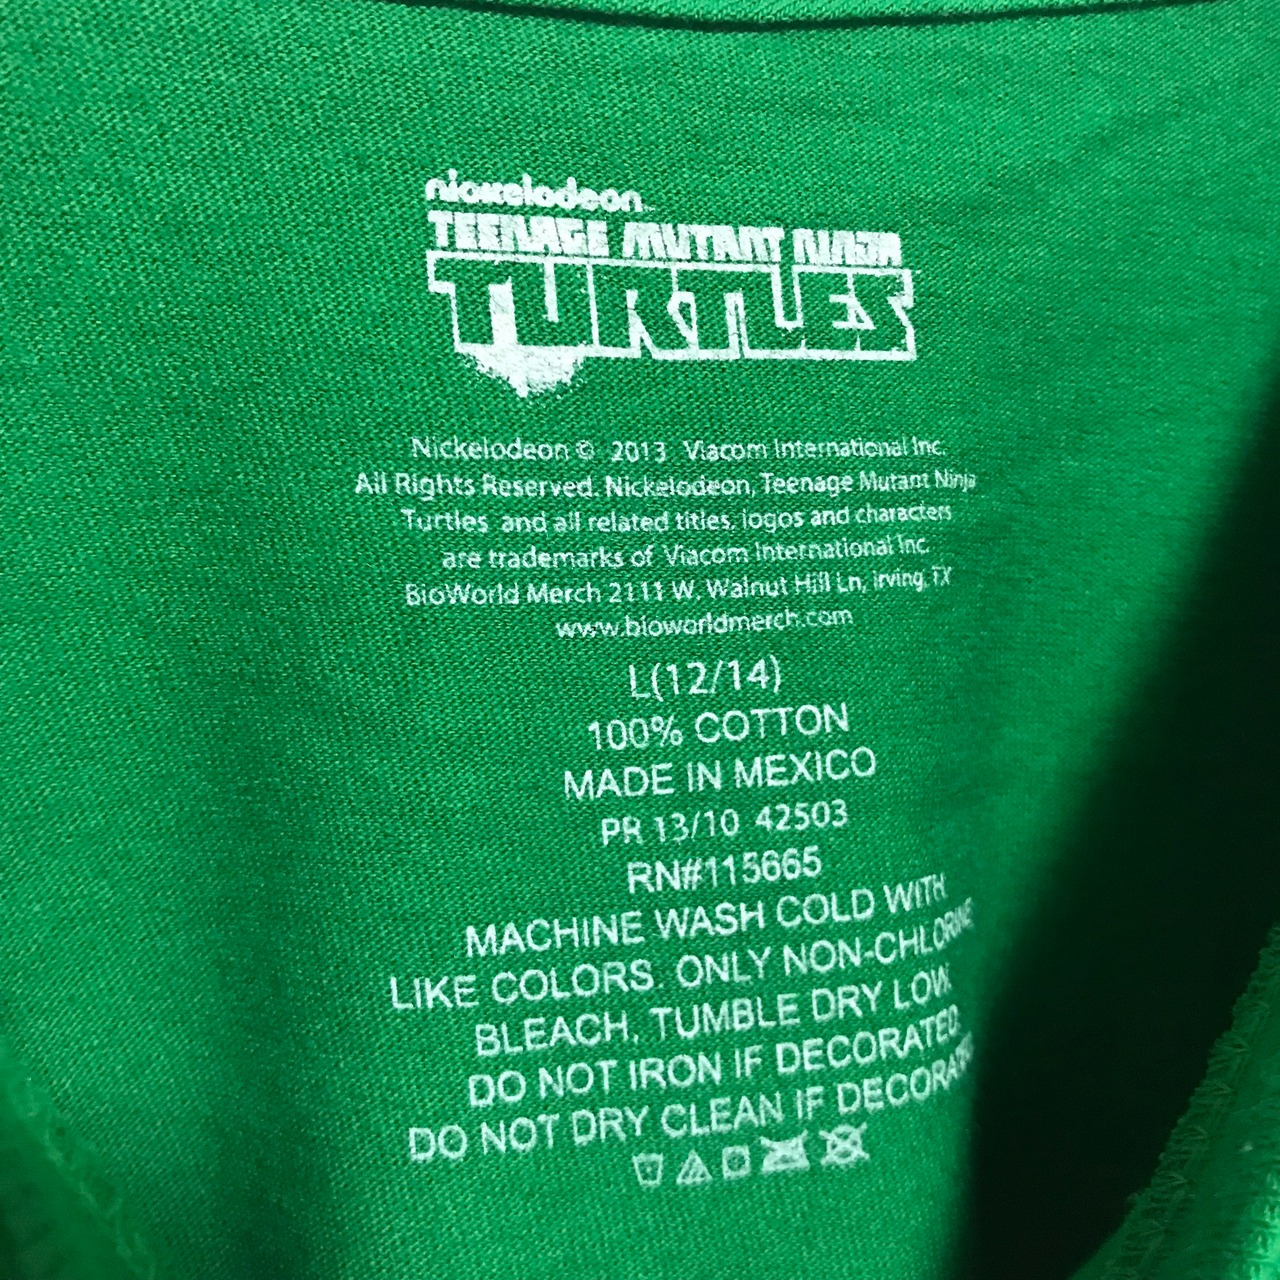 nickelodeon™
TEENAGE MUTANT NINJA
TURTLES
Nickelodeon © 2013 Viacom International Inc.
All Rights Reserved. Nickelodeon, Teenage Mutant Ninja
Turtles and all related titles, logos and characters
are trademarks of Viacom International Inc.
BioWorld Merch 2111 W. Walnut Hill Ln, Irving, TX
www.bioworldmerch.com
L(12/14)
100% COTTON
MADE IN MEXICO
PR 13/10 42503
RN#115665
MACHINE WASH COLD WITH
LIKE COLORS. ONLY NON-CHLORINE
BLEACH, TUMBLE DRY LOW.
DO NOT IRON IF DECORATED.
DO NOT DRY CLEAN IF DECORATED